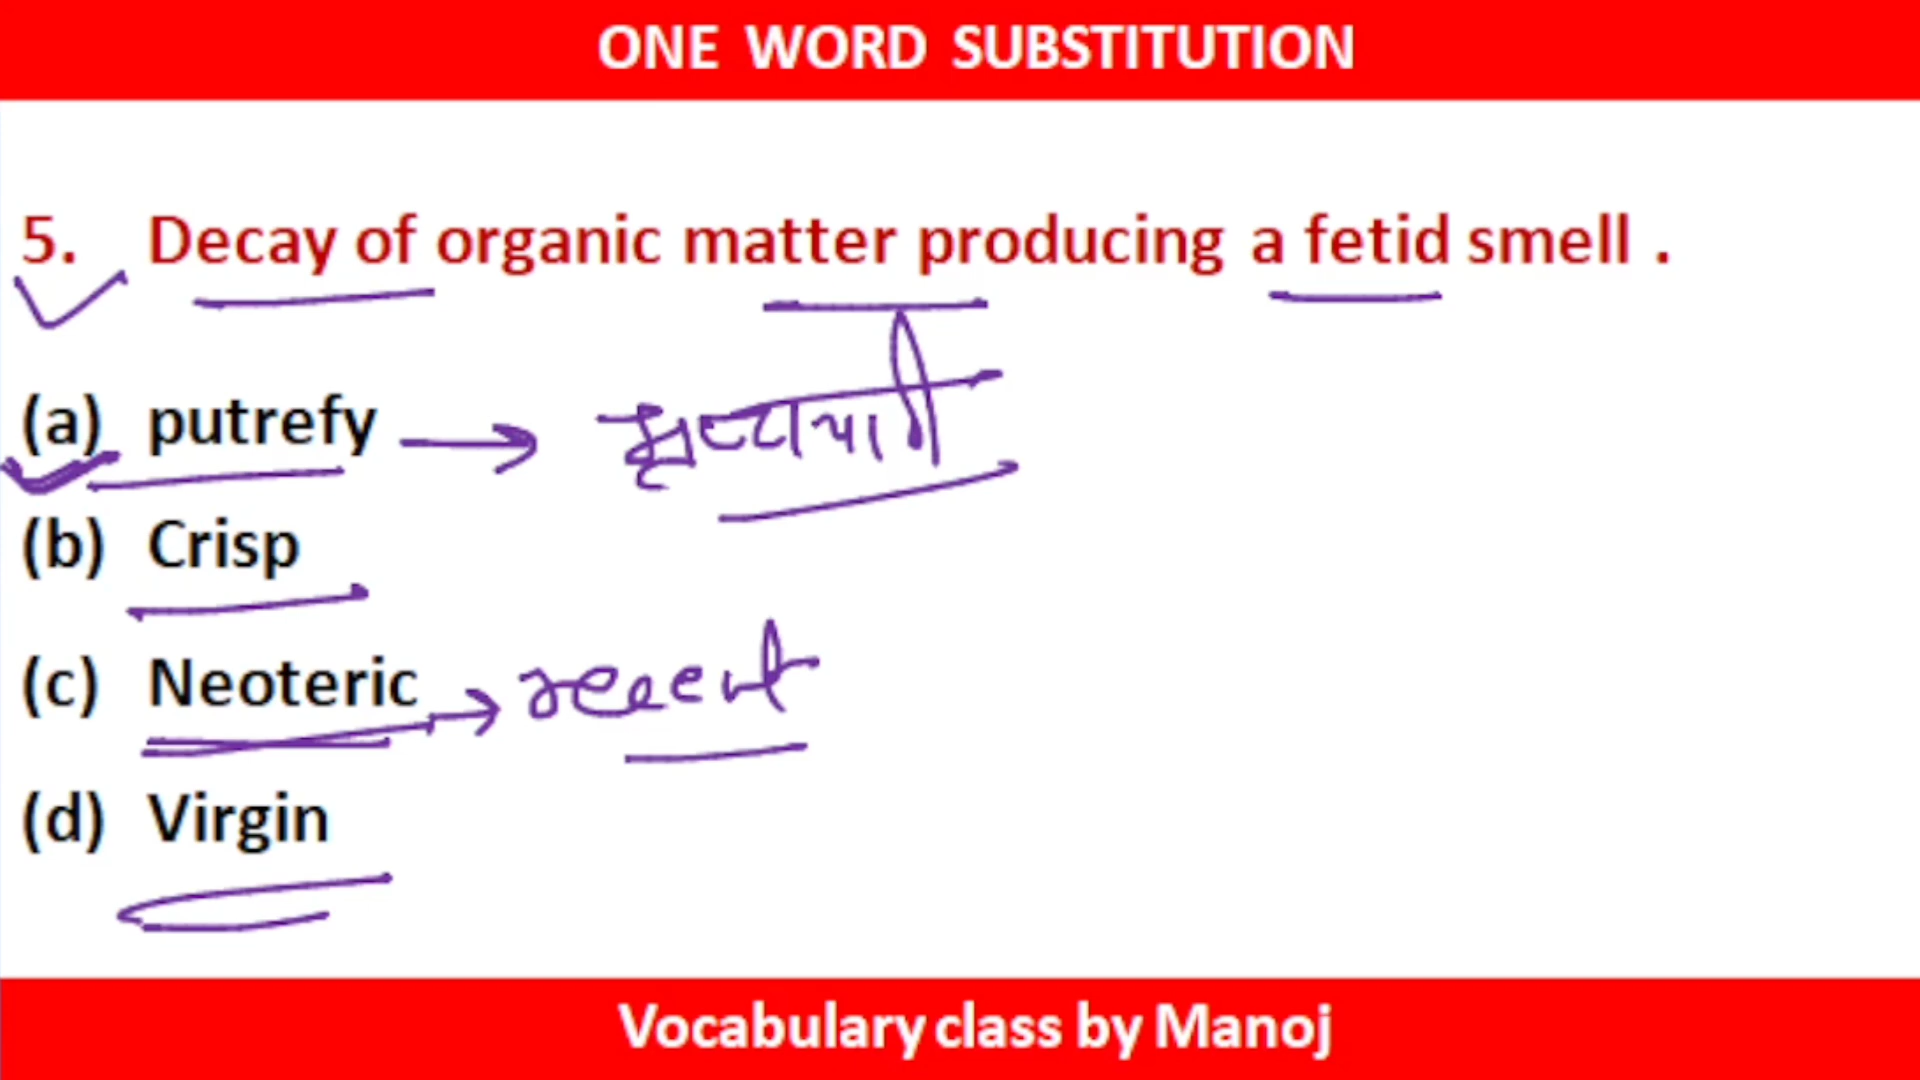 ONE WORD SUBSTITUTION
5. Decay of organic matter producing a fetid smell .
(a) putrefy →
(b) Crisp
(c) Neoteric → recent
(d) Virgin
Vocabulary class by Manoj